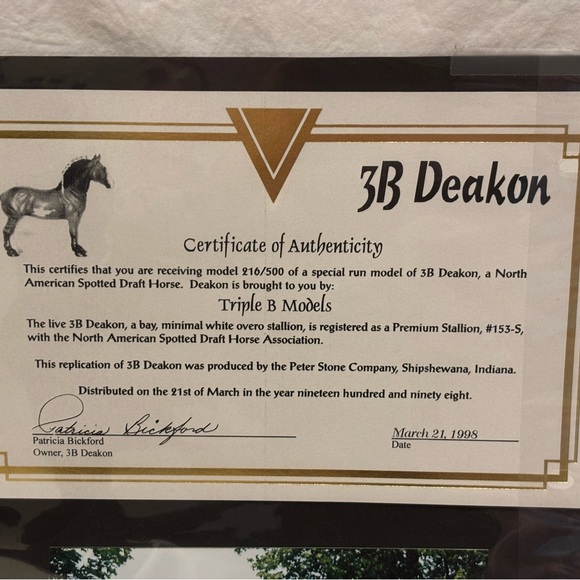 3B Deakon
Certificate of Authenticity
This certifies that you are receiving model 216/500 of a special run model of 3B Deakon, a North
American Spotted Draft Horse. Deakon is brought to you by:
Triple B Models
The live 3B Deakon, a bay, minimal white overo stallion, is registered as a Premium Stallion, #153-S,
with the North American Spotted Draft Horse Association.
This replication of 3B Deakon was produced by the Peter Stone Company, Shipshewana, Indiana.
Distributed on the 21st of March in the year nineteen hundred and ninety eight.
Patricia Bickford
March 21, 1998
Patricia Bickford
Date
Owner, 3B Deakon